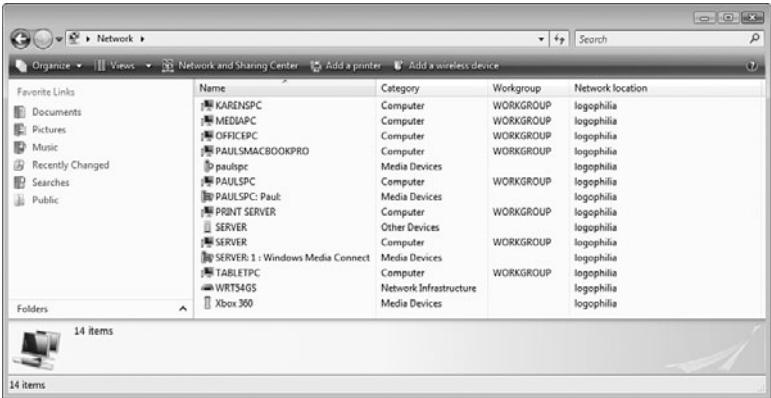 Network
Search
Organize Views Network and Sharing Center Add a printer Add a wireless device
Favorite Links
Documents
Pictures
Music
Recently Changed
Searches
Public
Folders
Name Category Workgroup Network location
KARENSPC Computer WORKGROUP logophilia
MEDIAPC Computer WORKGROUP logophilia
OFFICEPC Computer WORKGROUP logophilia
PAULSMACBOOKPRO Computer WORKGROUP logophilia
paulspc Media Devices logophilia
PAULSPC Computer WORKGROUP logophilia
PAULSPC: Paul: Media Devices logophilia
PRINT SERVER Computer WORKGROUP logophilia
SERVER Other Devices logophilia
SERVER Computer WORKGROUP logophilia
SERVER: 1 : Windows Media Connect Media Devices logophilia
TABLETPC Computer WORKGROUP logophilia
WRT54GS Network Infrastructure logophilia
Xbox 360 Media Devices logophilia
14 items
14 items